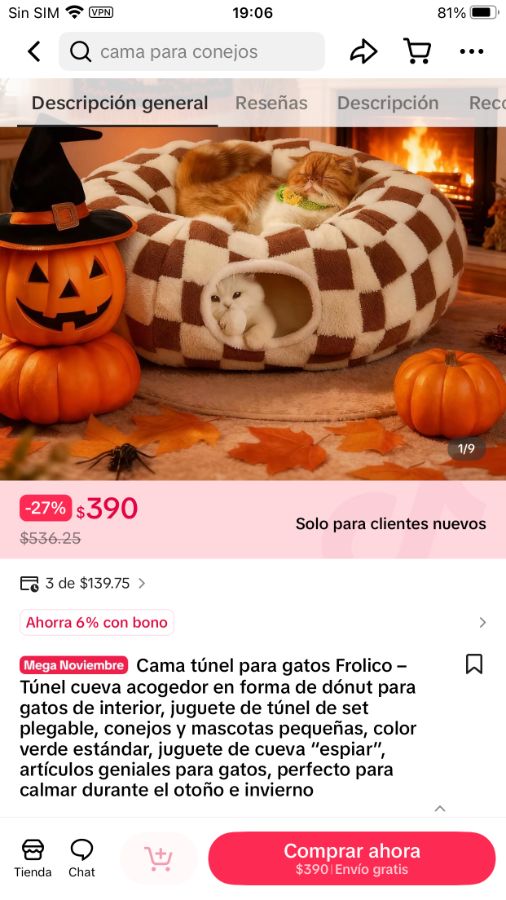 Sin SIM VPN 19:06 81%
cama para conejos
Descripción general Reseñas Descripción Reco
1/9
-27% $390
$536.25
Solo para clientes nuevos
3 de $139.75
Ahorra 6% con bono
Mega Noviembre Cama túnel para gatos Frolico –
Túnel cueva acogedor en forma de dónut para
gatos de interior, juguete de túnel de set
plegable, conejos y mascotas pequeñas, color
verde estándar, juguete de cueva “espiar”,
artículos geniales para gatos, perfecto para
calmar durante el otoño e invierno
Tienda Chat
Comprar ahora
$390 | Envío gratis